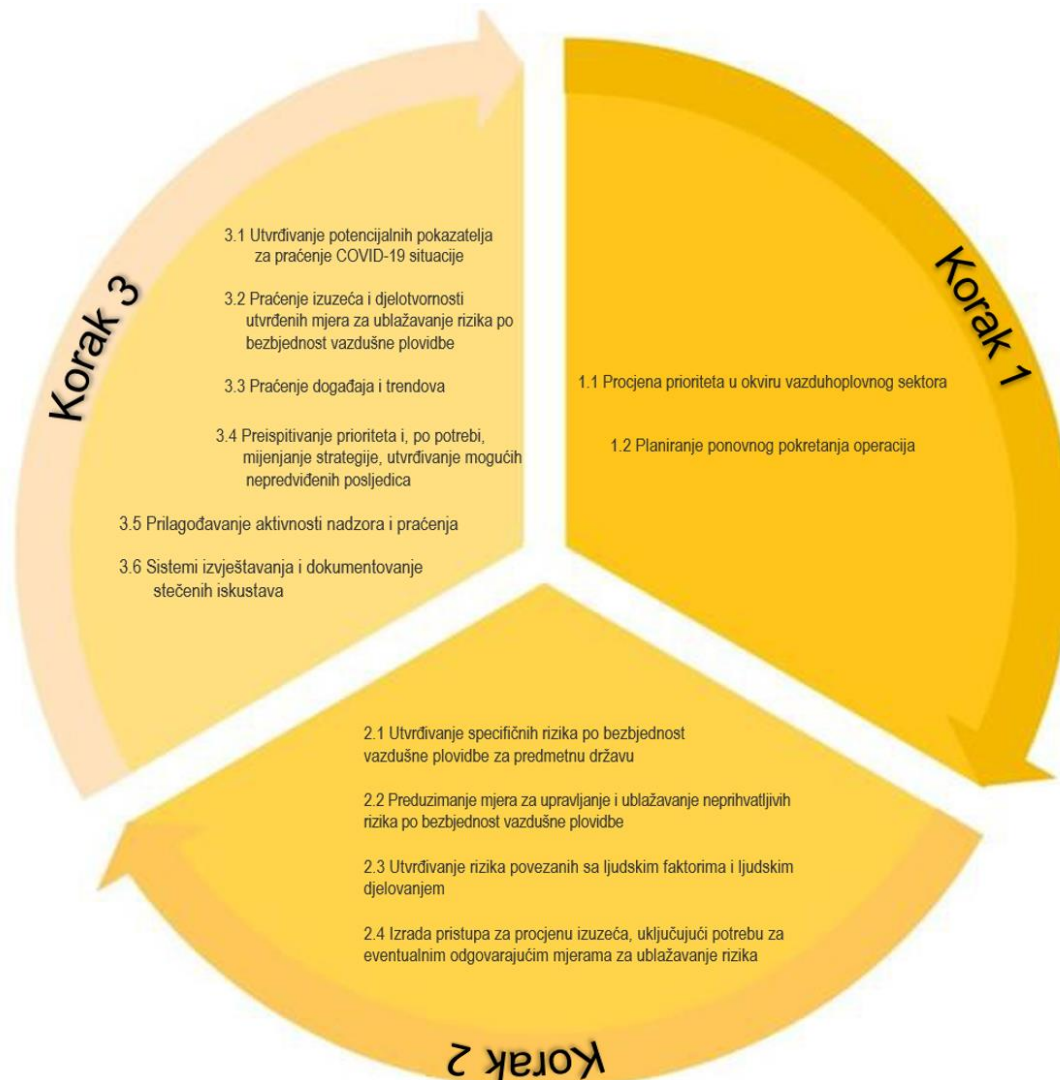 Korak 1
1.1 Procjena prioriteta u okviru vazduhoplovnog sektora
1.2 Planiranje ponovnog pokretanja operacija
Korak 2
2.1 Utvrđivanje specifičnih rizika po bezbjednost
vazdušne plovidbe za predmetnu državu
2.2 Preduzimanje mjera za upravljanje i ublažavanje neprihvatljivih
rizika po bezbjednost vazdušne plovidbe
2.3 Utvrđivanje rizika povezanih sa ljudskim faktorima i ljudskim
djelovanjem
2.4 Izrada pristupa za procjenu izuzeća, uključujući potrebu za
eventualnim odgovarajućim mjerama za ublažavanje rizika
Korak 3
3.1 Utvrđivanje potencijalnih pokazatelja
za praćenje COVID-19 situacije
3.2 Praćenje izuzeća i djelotvornosti
utvrđenih mjera za ublažavanje rizika po
bezbjednost vazdušne plovidbe
3.3 Praćenje događaja i trendova
3.4 Preispitivanje prioriteta i, po potrebi,
mijenjanje strategije, utvrđivanje mogućih
nepredviđenih posljedica
3.5 Prilagođavanje aktivnosti nadzora i praćenja
3.6 Sistemi izvještavanja i dokumentovanje
stečenih iskustava